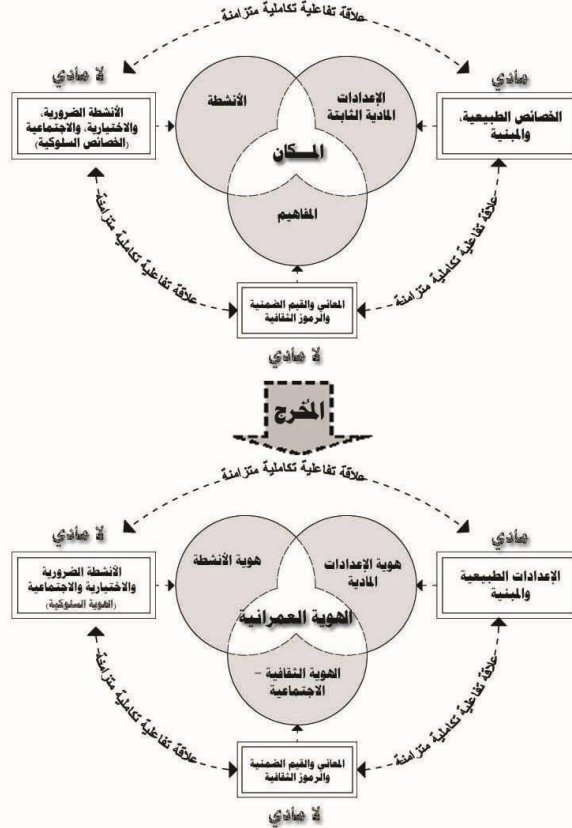 علاقة تفاعلية تكاملية متزامنة
مادي
لا مادي
الخصائص الطبيعية،
والمبنية
الإعدادات
المادية الثابتة
الأنشطة
الأنشطة الضرورية،
والاختيارية، والاجتماعية
(الخصائص السلوكية)
المكان
المفاهيم
علاقة تفاعلية تكاملية متزامنة
علاقة تفاعلية تكاملية متزامنة
المعاني والقيم الضمنية
والرموز الثقافية
لا مادي
المُخرج
علاقة تفاعلية تكاملية متزامنة
مادي
لا مادي
الإعدادات الطبيعية
والمبنية
هوية الإعدادات
المادية
هوية الأنشطة
الأنشطة الضرورية
والاختيارية والاجتماعية
(الهوية السلوكية)
الهوية العمرانية
الهوية الثقافية –
الاجتماعية
علاقة تفاعلية تكاملية متزامنة
علاقة تفاعلية تكاملية متزامنة
المعاني والقيم الضمنية
والرموز الثقافية
لا مادي